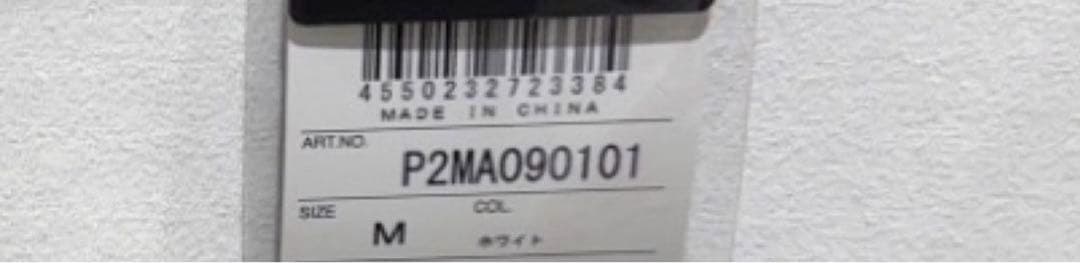 4550232723384
MADE IN CHINA
ART.NO.
P2MA090101
SIZE COL
M ホワイト